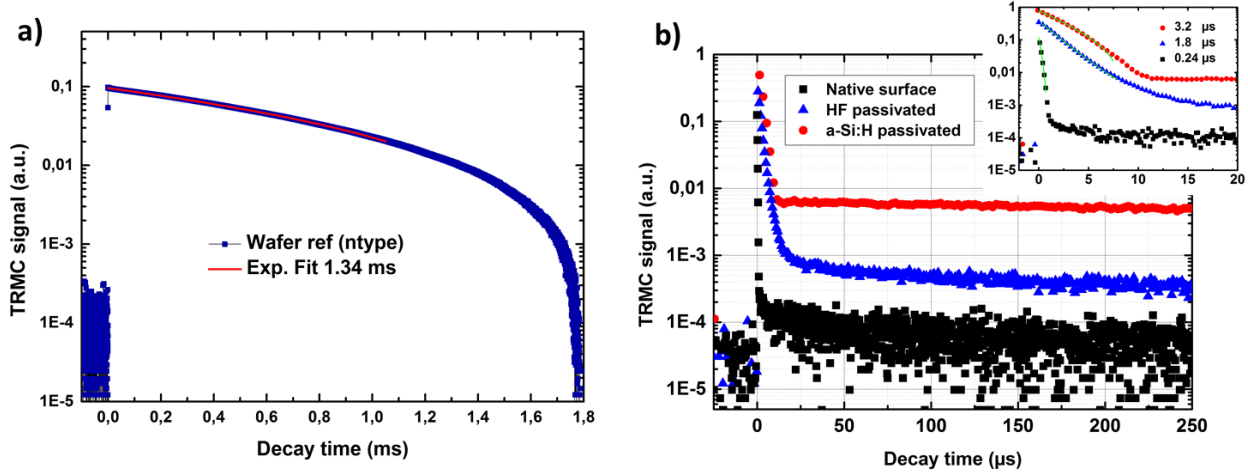 a)
TRMC signal (a.u.)
0,1
0,01
1E-3
1E-4
1E-5
Wafer ref (ntype)
Exp. Fit 1.34 ms
0,0 0,2 0,4 0,6 0,8 1,0 1,2 1,4 1,6 1,8
Decay time (ms)
b)
TRMC signal (a.u.)
1
0,1
0,01
1E-3
1E-4
1E-5
Native surface
HF passivated
a-Si:H passivated
0 50 100 150 200 250
Decay time (µs)
1
0,1
0,01
1E-3
1E-4
1E-5
3.2 µs
1.8 µs
0.24 µs
0 5 10 15 20